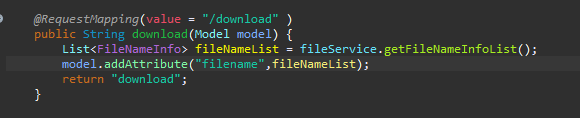 @RequestMapping(value = "/download" )
public String download(Model model) {
List<FileNameInfo> fileNameList = fileService.getFileNameInfoList();
model.addAttribute("filename",fileNameList);
return "download";
}